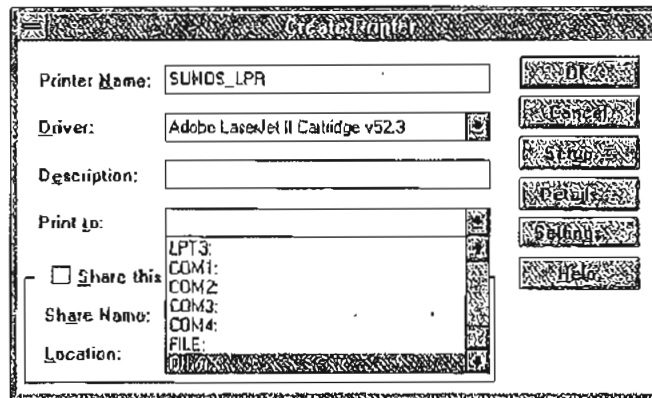 Create Printer
Printer Name: SUNOS_LPR
OK
Driver: Adobe LaserJet II Cartridge v52.3
Cancel
Setup...
Description:
Details...
Print to:
Settings...
LPT3:
COM1:
Share this
COM2:
Help
COM3:
Share Name:
COM4:
FILE:
Location: